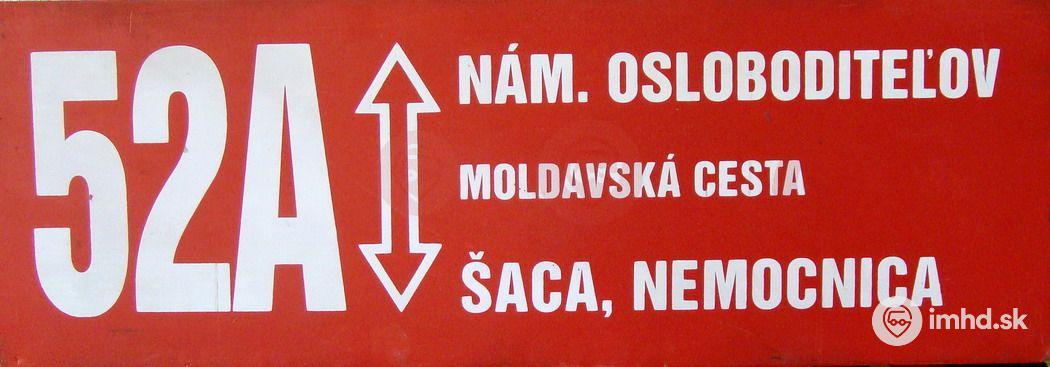 52A
NÁM. OSLOBODITEĽOV
MOLDAVSKÁ CESTA
ŠACA, NEMOCNICA
imhd.sk